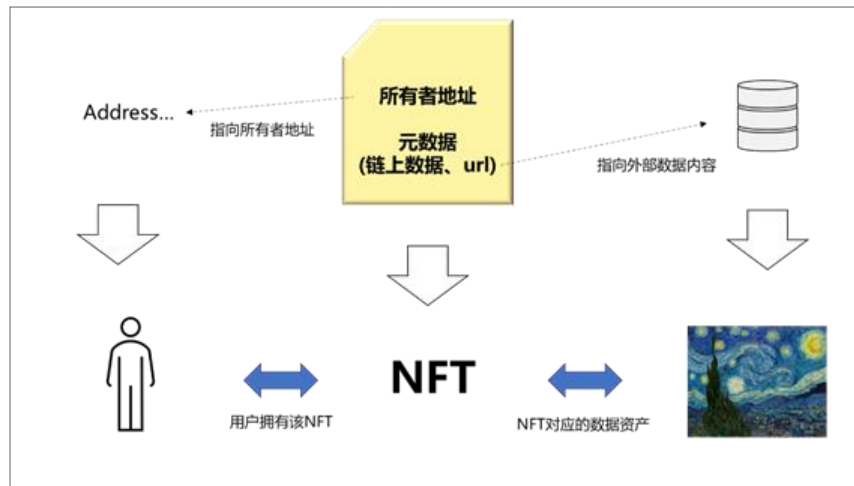 所有者地址
元数据
(链上数据、url)
Address...
指向所有者地址
指向外部数据内容
NFT
用户拥有该NFT
NFT对应的数据资产